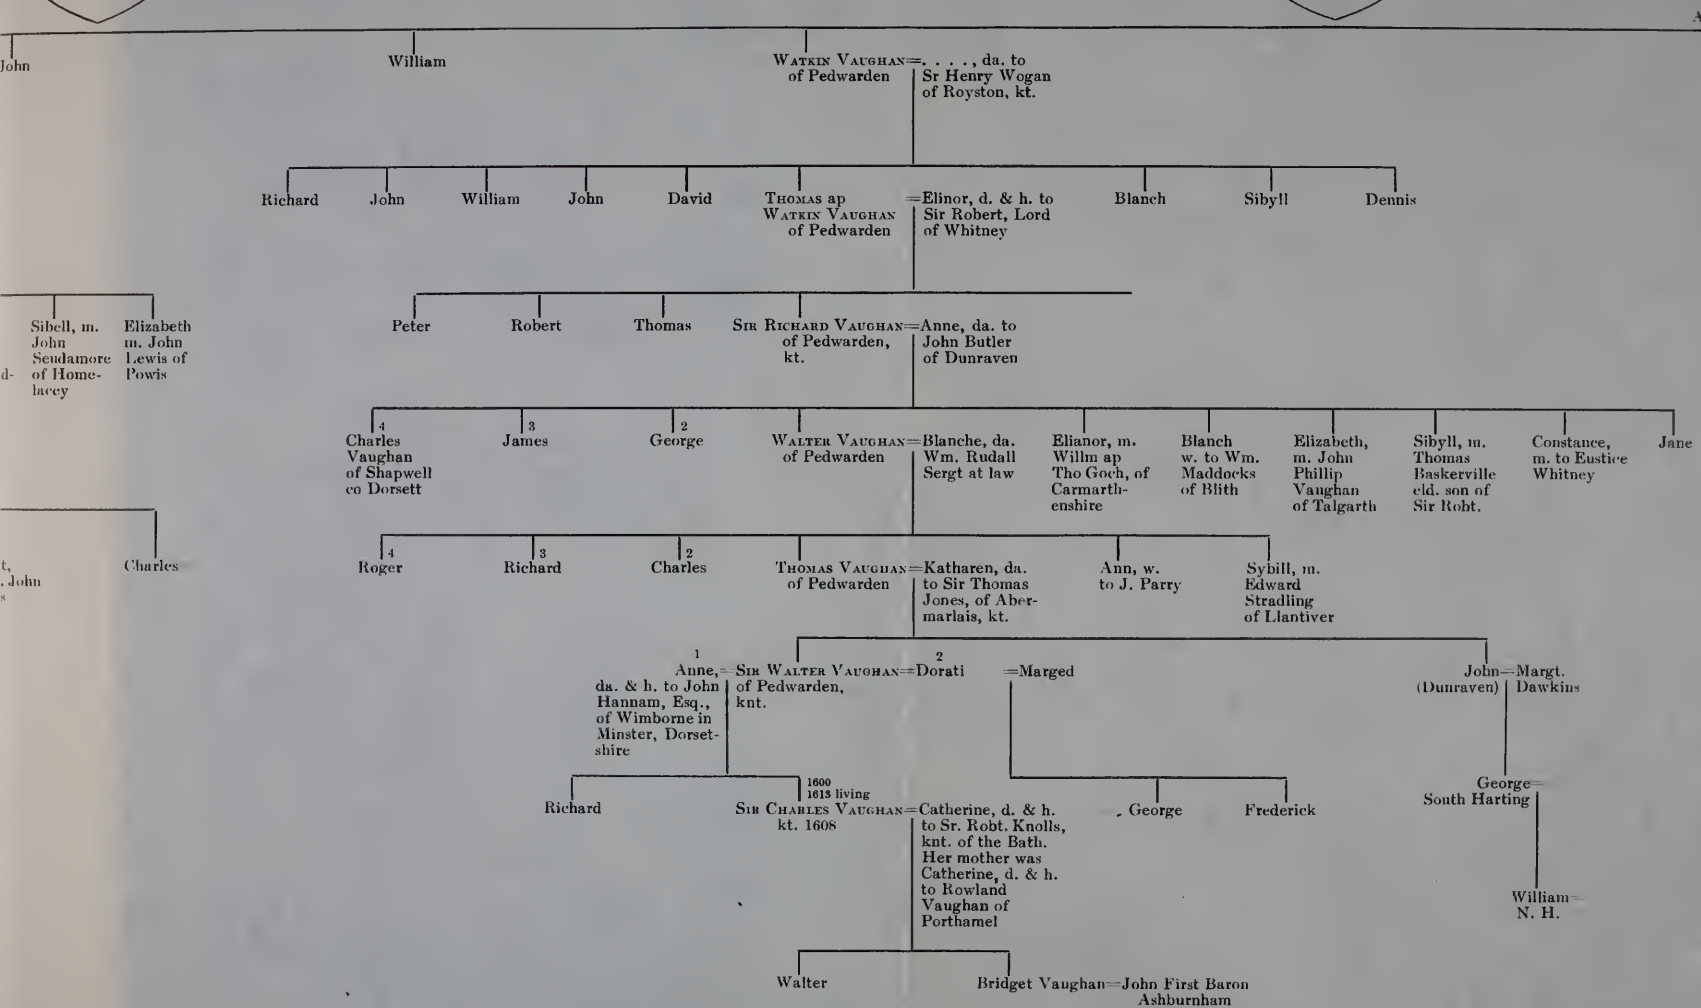 John
William
WATKIN VAUGHAN=. . . ., da. to
of Pedwarden
Sr Henry Wogan
of Royston, kt.
Richard
John
William
John
David
THOMAS ap
WATKIN VAUGHAN
of Pedwarden
=Elinor, d. & h. to
Sir Robert, Lord
of Whitney
Blanch
Sibyll
Dennis
Sibell, m.
John
Seudamore
of Home-
lacey
Elizabeth
m. John
Lewis of
Powis
d-
Peter
Robert
Thomas
SIR RICHARD VAUGHAN=Anne, da. to
of Pedwarden,
kt.
John Butler
of Dunraven
4
Charles
Vaughan
of Shapwell
co Dorsett
3
James
2
George
WALTER VAUGHAN=Blanche, da.
of Pedwarden
Wm. Rudall
Sergt at law
Elianor, m.
Willm ap
Tho Goch, of
Carmarth-
enshire
Blanch
w. to Wm.
Maddocks
of Blith
Elizabeth,
m. John
Phillip
Vaughan
of Talgarth
Sibyll, m.
Thomas
Baskerville
eld. son of
Sir Robt.
Constance,
m. to Eustice
Whitney
Jane
t,
. John
s
Charles
4
Roger
3
Richard
2
Charles
THOMAS VAUGHAN=Katharen, da.
of Pedwarden
to Sir Thomas
Jones, of Aber-
marlais, kt.
Ann, w.
to J. Parry
Sybill, m.
Edward
Stradling
of Llantiver
1
Anne,=
da. & h. to John
Hannam, Esq.,
of Wimborne in
Minster, Dorset-
shire
2
SIR WALTER VAUGHAN=Dorati
of Pedwarden,
knt.
=Marged
John=Margt.
(Dunraven)
Dawkins
Richard
1600
1613 living
SIR CHARLES VAUGHAN=Catherine, d. & h.
kt. 1608
to Sr. Robt. Knolls,
knt. of the Bath.
Her mother was
Catherine, d. & h.
to Rowland
Vaughan of
Porthamel
George
Frederick
George=
South Harting
William=
N. H.
Walter
Bridget Vaughan=John First Baron
Ashburnham